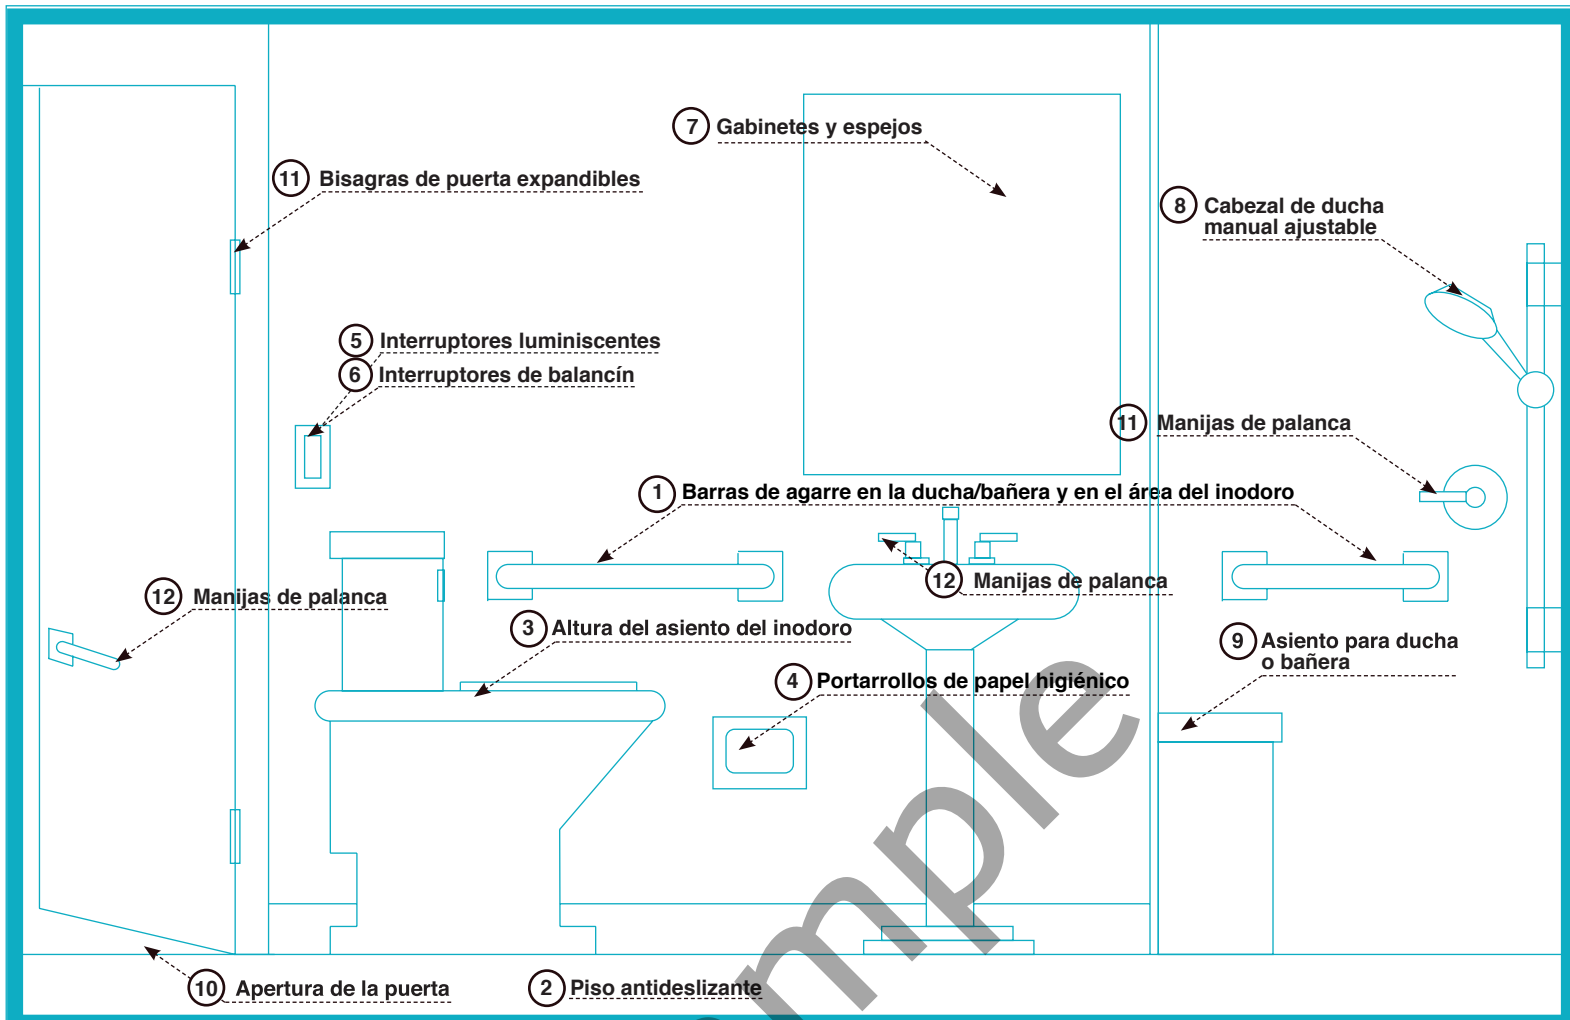 7 Gabinetes y espejos
11 Bisagras de puerta expandibles
8 Cabezal de ducha
manual ajustable
5 Interruptores luminiscentes
6 Interruptores de balancín
11 Manijas de palanca
1 Barras de agarre en la ducha/bañera y en el área del inodoro
12 Manijas de palanca
12 Manijas de palanca
3 Altura del asiento del inodoro
9 Asiento para ducha
o bañera
4 Portarrollos de papel higiénico
10 Apertura de la puerta
2 Piso antideslizante
mple